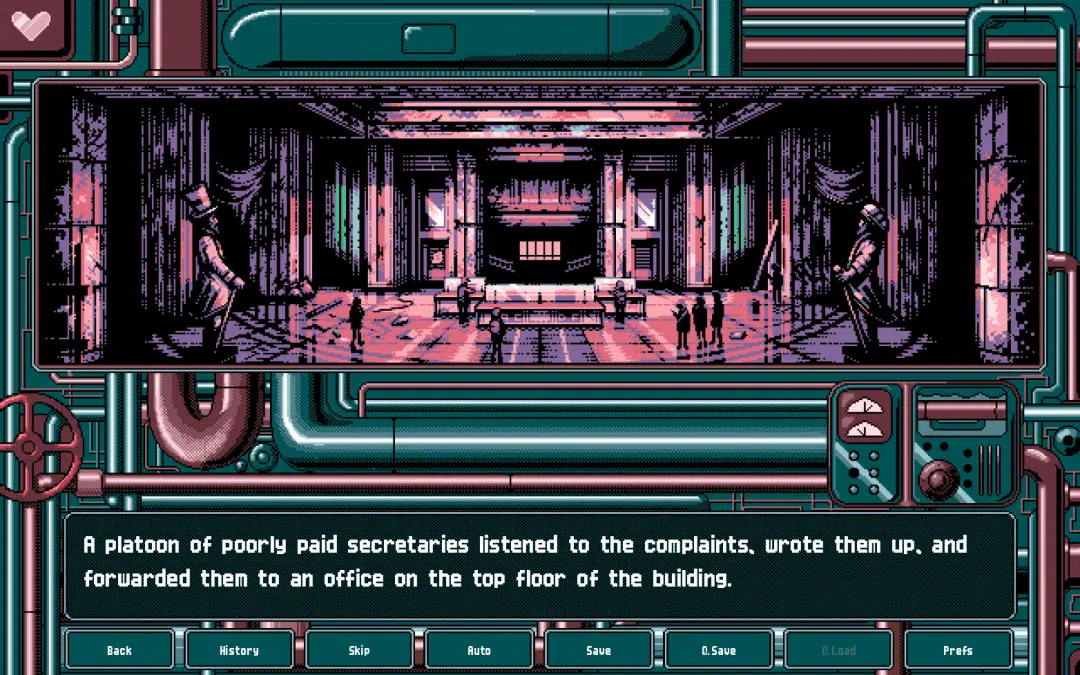 A platoon of poorly paid secretaries listened to the complaints, wrote them up, and
forwarded them to an office on the top floor of the building.
Back
History
Skip
Auto
Save
Q.Save
Q.Load
Prefs